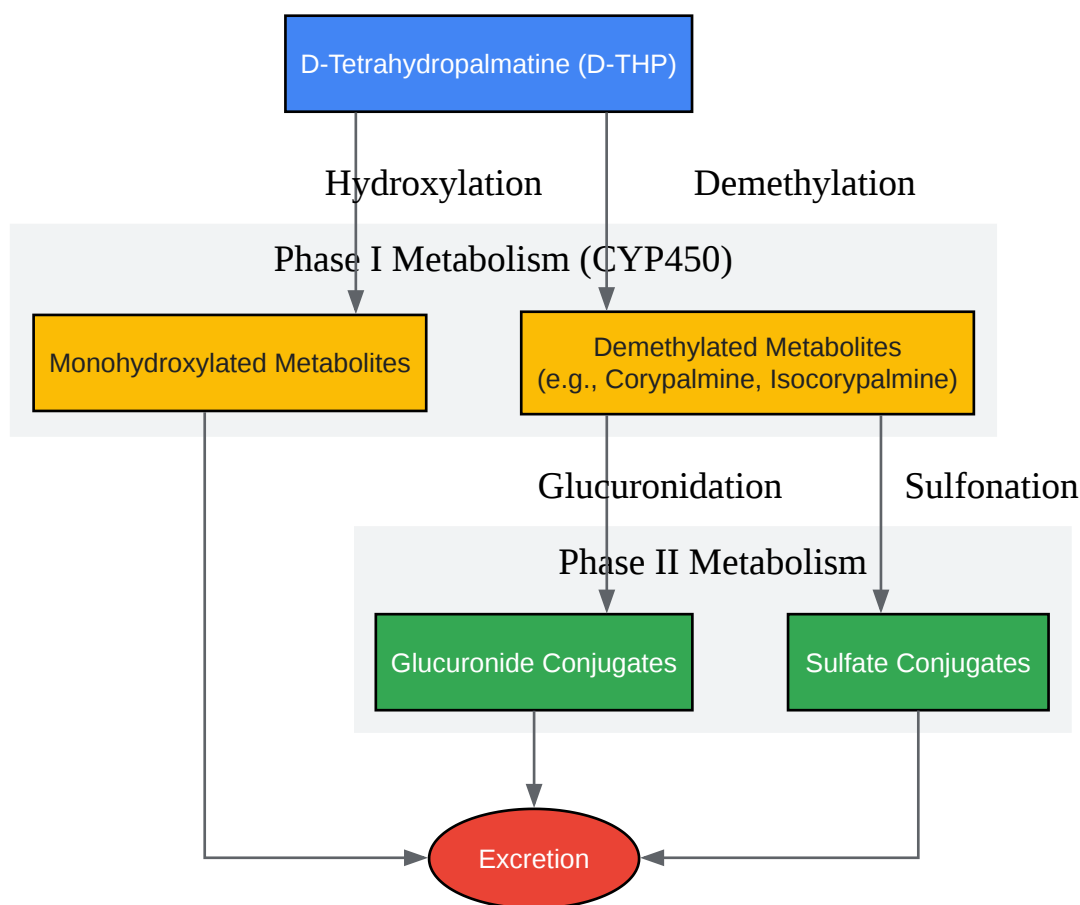 D-Tetrahydropalmatine (D-THP)
Hydroxylation
Demethylation
Phase I Metabolism (CYP450)
Monohydroxylated Metabolites
Demethylated Metabolites
(e.g., Corypalmine, Isocorypalmine)
Glucuronidation
Sulfonation
Phase II Metabolism
Glucuronide Conjugates
Sulfate Conjugates
Excretion